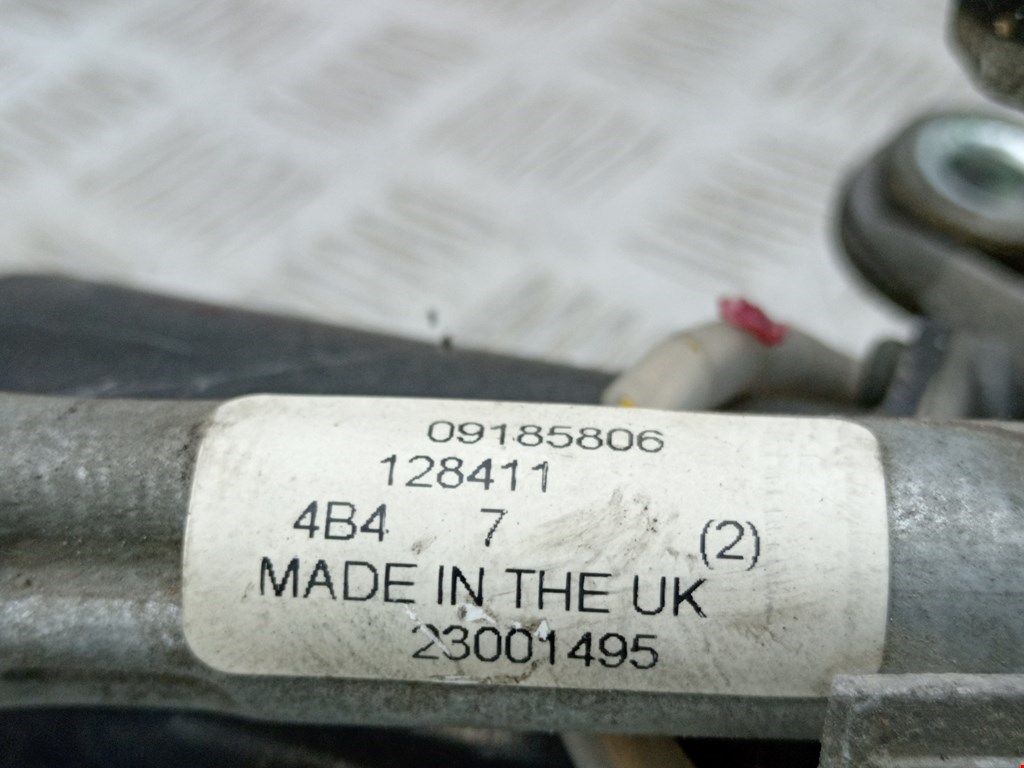 09185806
128411
4B4 7 (2)
MADE IN THE UK
23001495